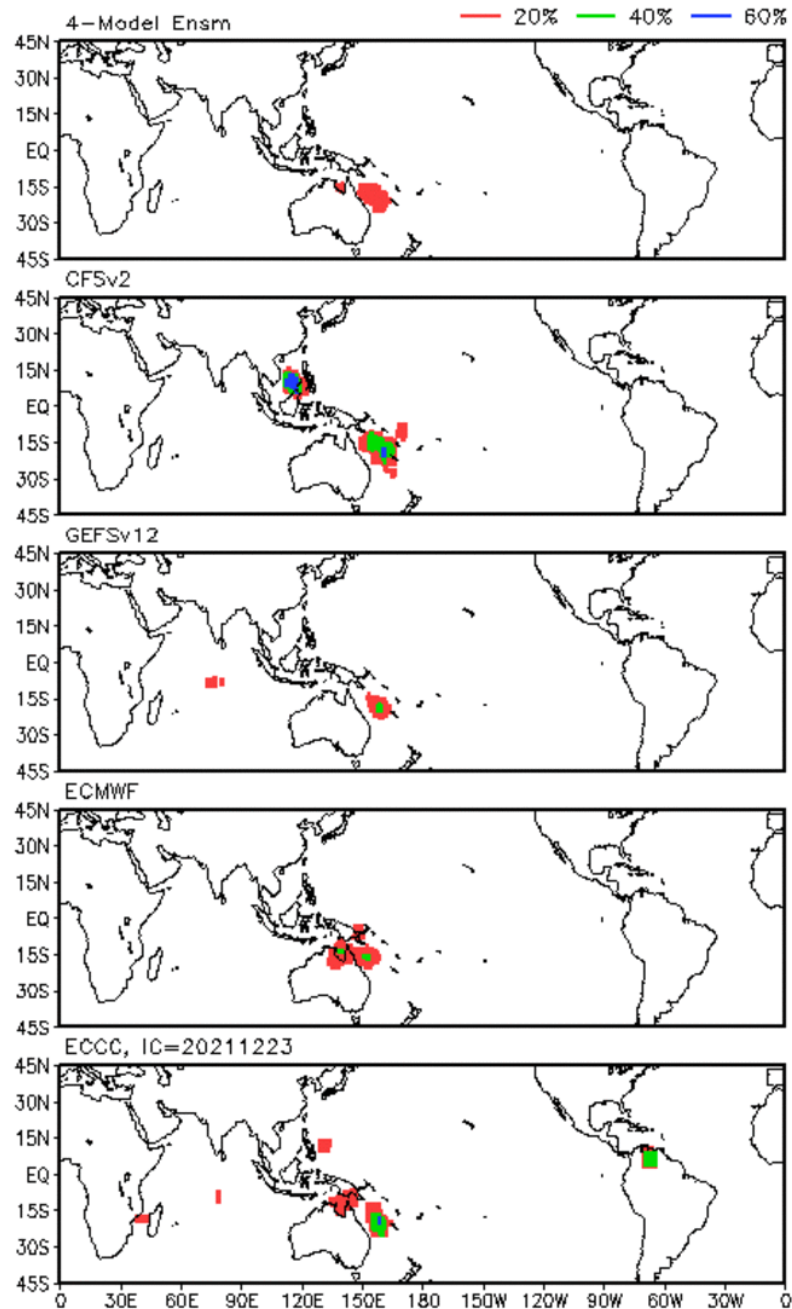 4-Model Ensm 20% 40% 60%
45N
30N
15N
EQ
15S
30S
45S
CFSv2
45N
30N
15N
EQ
15S
30S
45S
GEFSv12
45N
30N
15N
EQ
15S
30S
45S
ECMWF
45N
30N
15N
EQ
15S
30S
45S
ECCC, IC=20211223
45N
30N
15N
EQ
15S
30S
45S
0 30E 60E 90E 120E 150E 180 150W 120W 90W 60W 30W 0